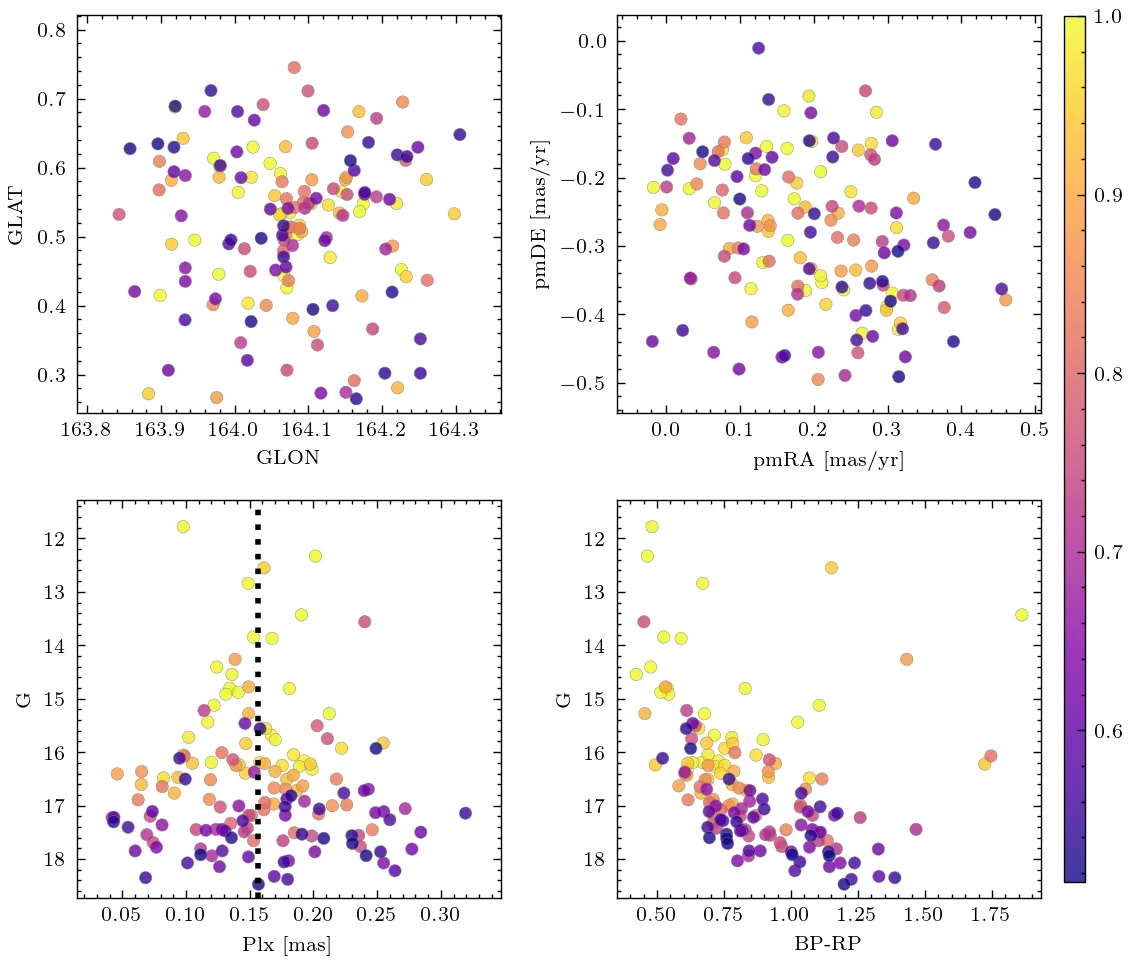 0.8
0.7
0.6
0.5
0.4
0.3
GLAT
163.8 163.9 164.0 164.1 164.2 164.3
GLON
0.0
−0.1
−0.2
−0.3
−0.4
−0.5
pmDE [mas/yr]
0.0 0.1 0.2 0.3 0.4 0.5
pmRA [mas/yr]
1.0
0.9
0.8
0.7
0.6
12
13
14
15
16
17
18
G
0.05 0.10 0.15 0.20 0.25 0.30
Plx [mas]
12
13
14
15
16
17
18
G
0.50 0.75 1.00 1.25 1.50 1.75
BP-RP